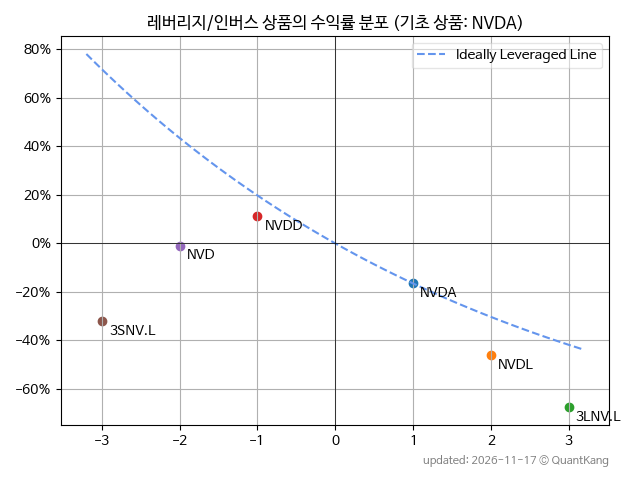 레버리지/인버스 상품의 수익률 분포 (기초 상품: NVDA)
80%
60%
40%
20%
0%
−20%
−40%
−60%
Ideally Leveraged Line
NVDD
NVD
NVDA
3SNV.L
NVDL
3LNV.L
−3
−2
−1
0
1
2
3
updated: 2026-11-17 © QuantKang